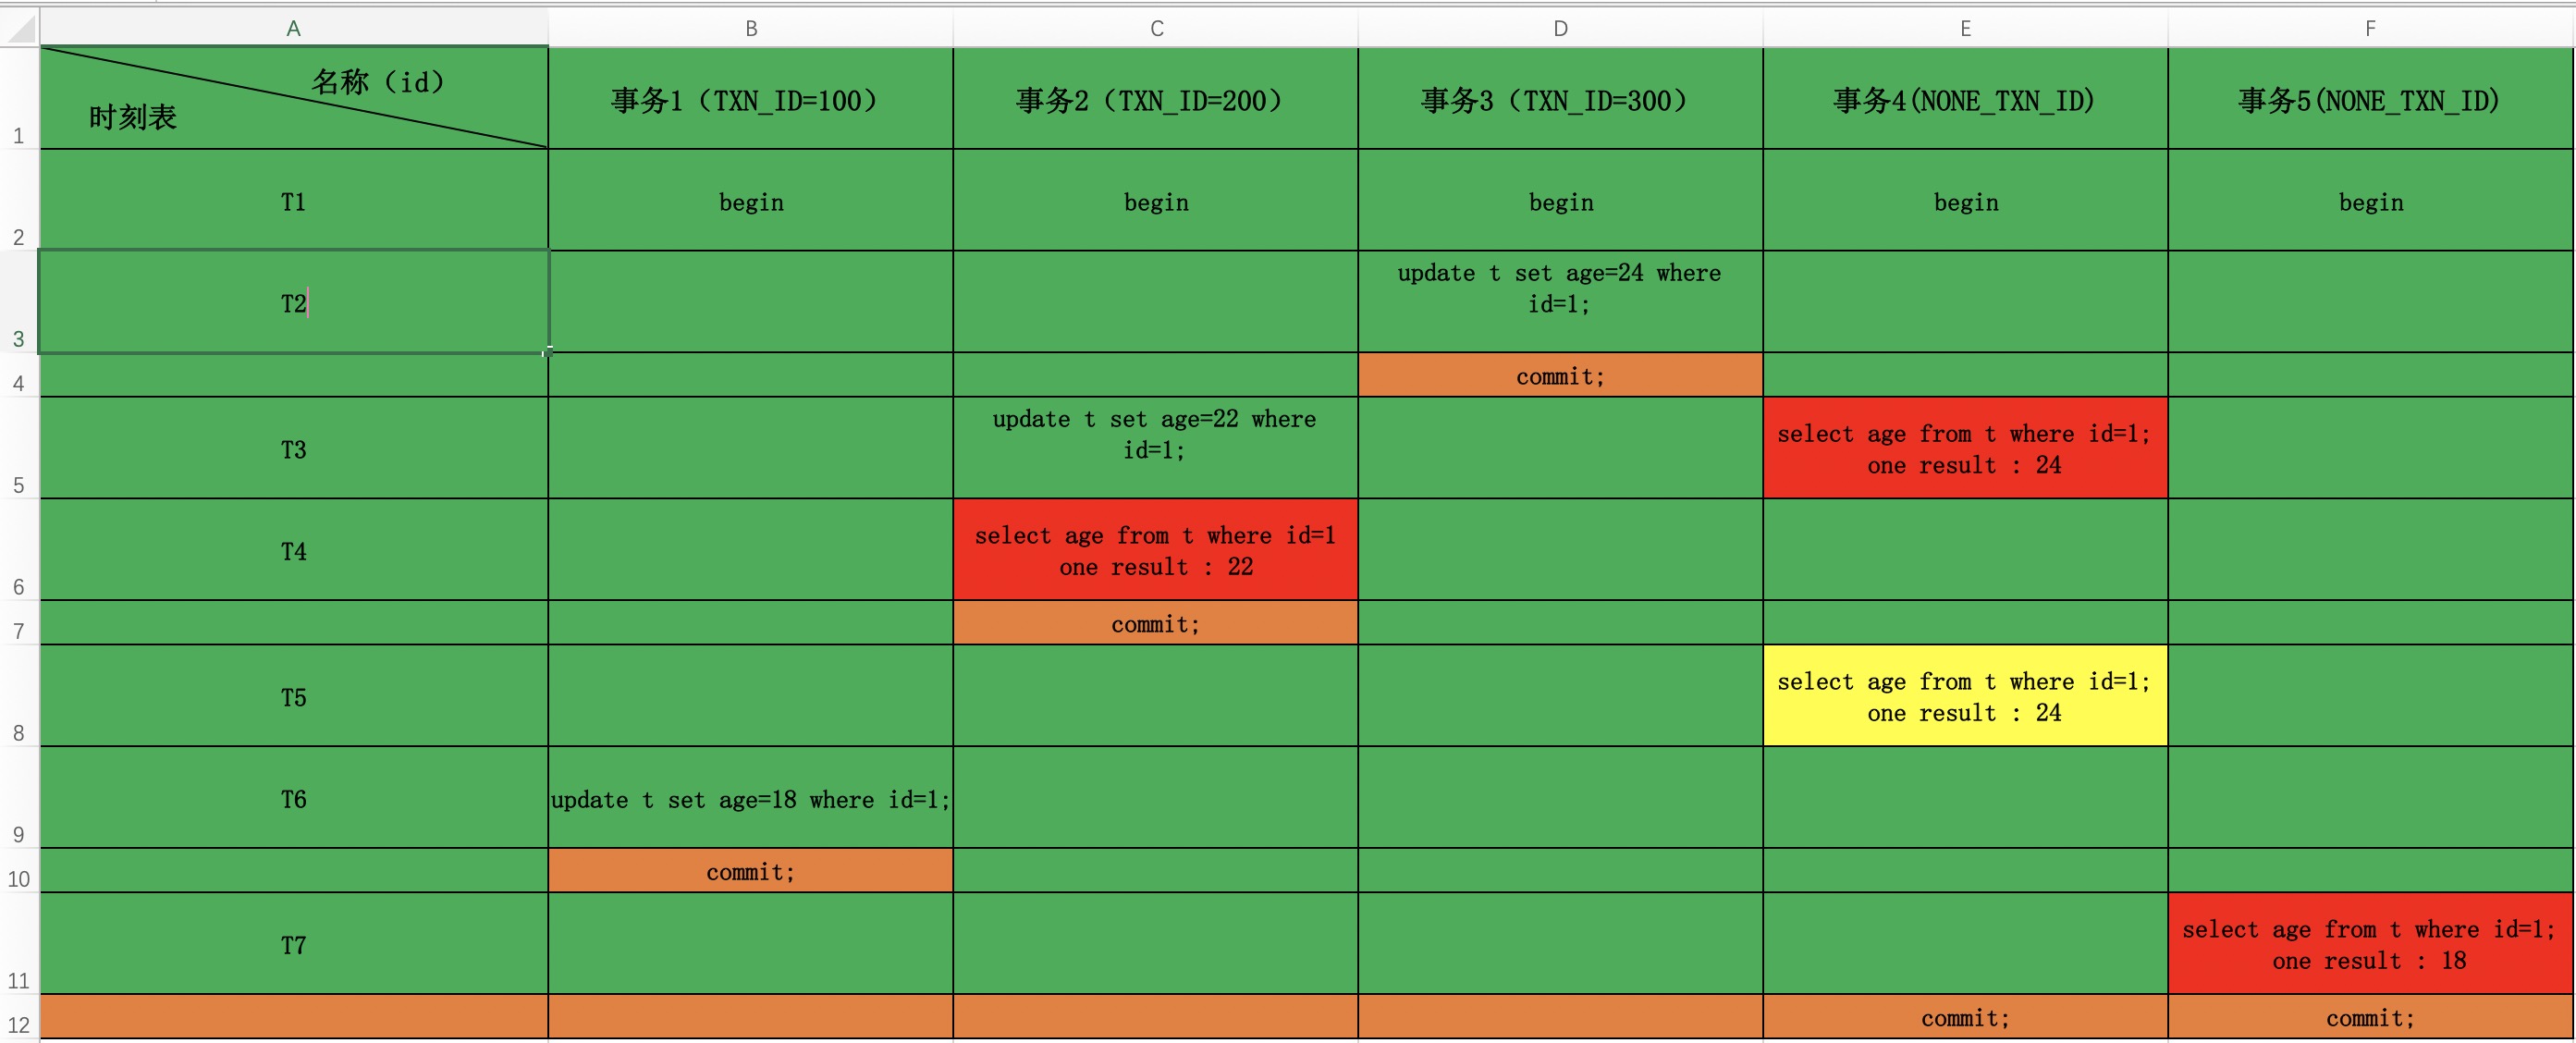 A B C D E F
名称（id）
时刻表
1 事务1（TXN_ID=100） 事务2（TXN_ID=200） 事务3（TXN_ID=300） 事务4(NONE_TXN_ID) 事务5(NONE_TXN_ID)
2 T1 begin begin begin begin begin
3 T2 update t set age=24 where
id=1;
4 commit;
5 T3 update t set age=22 where
id=1;
select age from t where id=1;
one result : 24
6 T4 select age from t where id=1
one result : 22
7 commit;
8 T5 select age from t where id=1;
one result : 24
9 T6 update t set age=18 where id=1;
10 commit;
11 T7 select age from t where id=1;
one result : 18
12 commit; commit;